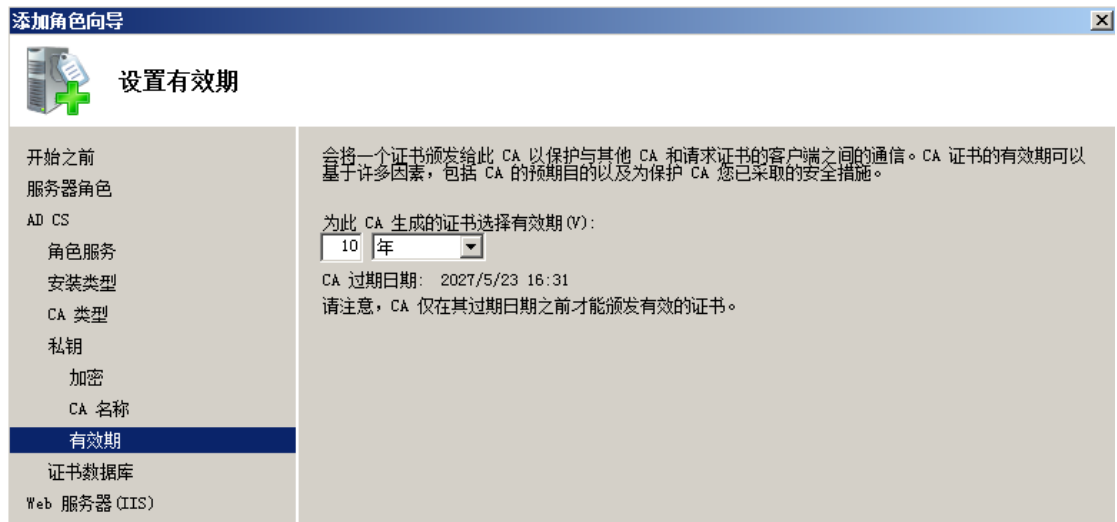 添加角色向导
设置有效期
开始之前
服务器角色
AD CS
角色服务
安装类型
CA 类型
私钥
加密
CA 名称
有效期
证书数据库
Web 服务器(IIS)
会将一个证书颁发给此 CA 以保护与其他 CA 和请求证书的客户端之间的通信。CA 证书的有效期可以
基于许多因素，包括 CA 的预期目的以及为保护 CA 您已采取的安全措施。
为此 CA 生成的证书选择有效期(V):
10 年
CA 过期日期: 2027/5/23 16:31
请注意，CA 仅在其过期日期之前才能颁发有效的证书。